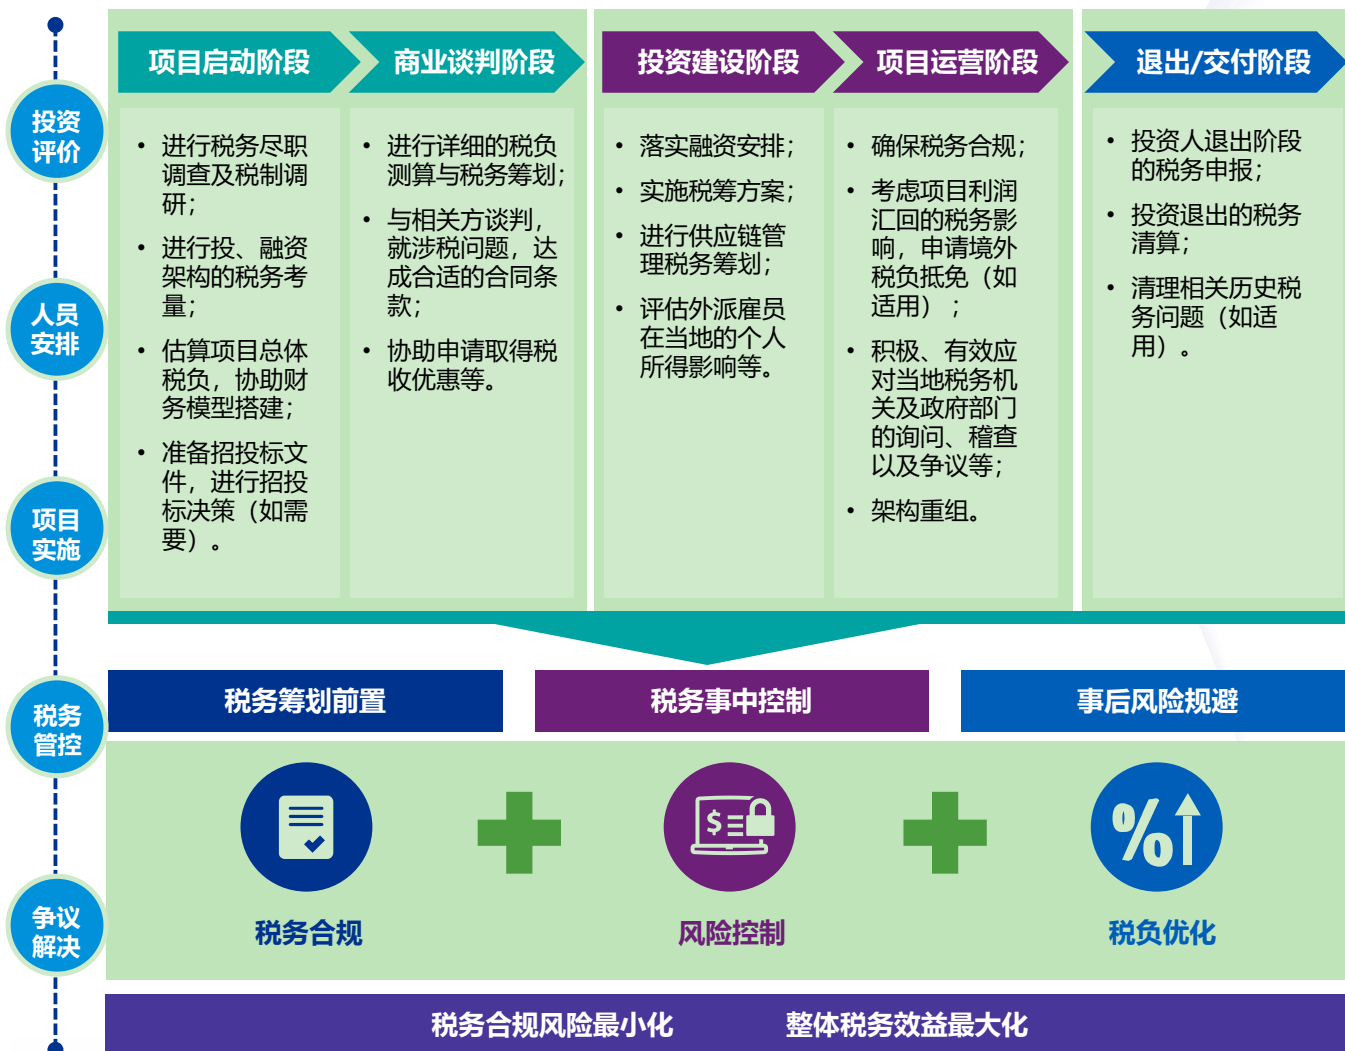 项目启动阶段
商业谈判阶段
投资建设阶段
项目运营阶段
退出/交付阶段
投资
评价
人员
安排
项目
实施
税务
管控
争议
解决
• 进行税务尽职
调查及税制调
研；
• 进行投、融资
架构的税务考
量；
• 估算项目总体
税负，协助财
务模型搭建；
• 准备招投标文
件，进行招投
标决策（如需
要）。
• 进行详细的税负
测算与税务筹划；
• 与相关方谈判，
就涉税问题，达
成合适的合同条
款；
• 协助申请取得税
收优惠等。
• 落实融资安排；
• 实施税筹方案；
• 进行供应链管
理税务筹划；
• 评估外派雇员
在当地的个人
所得影响等。
• 确保税务合规；
• 考虑项目利润
汇回的税务影
响，申请境外
税负抵免（如
适用）；
• 积极、有效应
对当地税务机
关及政府部门
的询问、稽查
以及争议等；
• 架构重组。
• 投资人退出阶段
的税务申报；
• 投资退出的税务
清算；
• 清理相关历史税
务问题（如适
用）。
税务筹划前置
税务事中控制
事后风险规避
$
%
税务合规
风险控制
税负优化
税务合规风险最小化 整体税务效益最大化